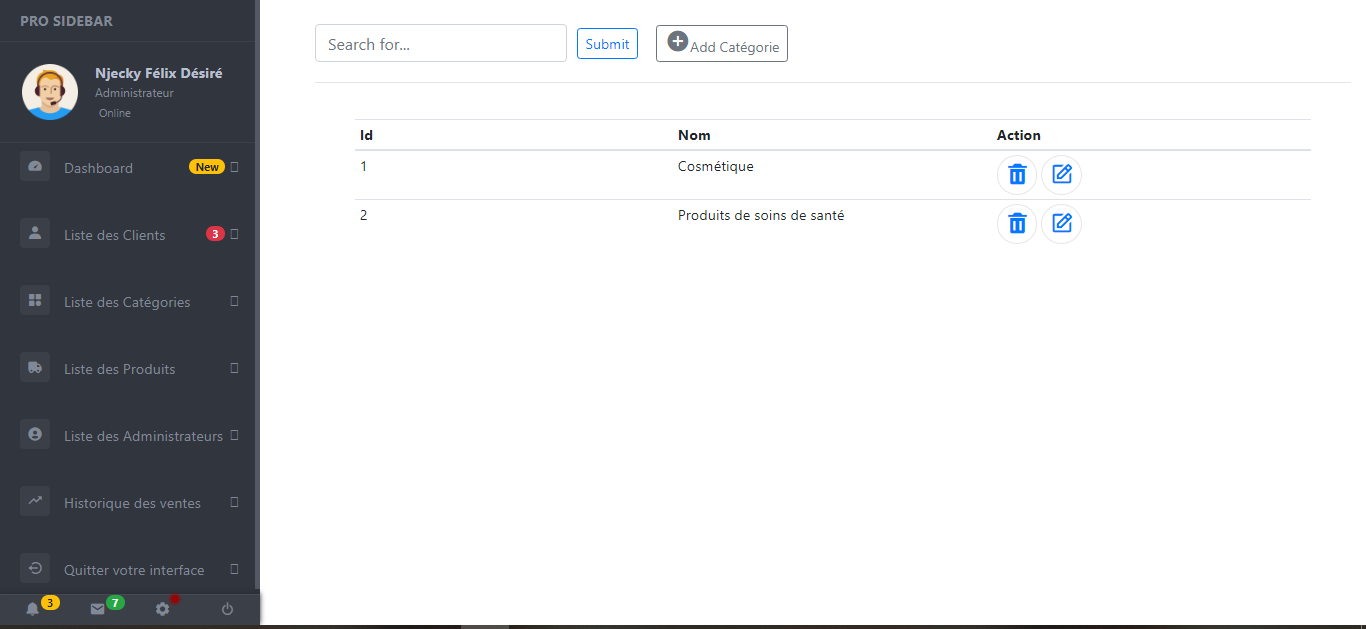 PRO SIDEBAR
Njecky Félix Désiré
Administrateur
Online
Dashboard New
Liste des Clients 3
Liste des Catégories
Liste des Produits
Liste des Administrateurs
Historique des ventes
Quitter votre interface
3 7
Search for... Submit Add Catégorie
Id Nom Action
1 Cosmétique
2 Produits de soins de santé